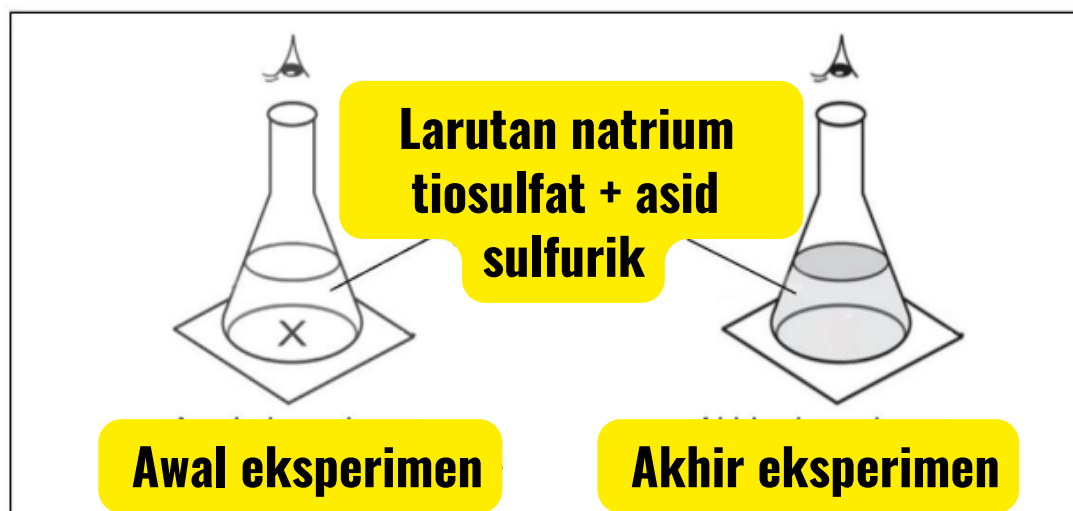 Larutan natrium
tiosulfat + asid
sulfurik
X
Awal eksperimen
Akhir eksperimen